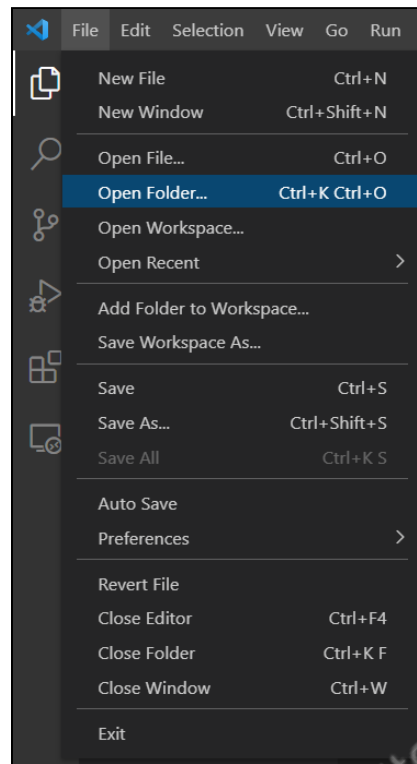 File Edit Selection View Go Run
New File Ctrl+N
New Window Ctrl+Shift+N
Open File... Ctrl+O
Open Folder... Ctrl+K Ctrl+O
Open Workspace...
Open Recent
Add Folder to Workspace...
Save Workspace As...
Save Ctrl+S
Save As... Ctrl+Shift+S
Save All Ctrl+K S
Auto Save
Preferences
Revert File
Close Editor Ctrl+F4
Close Folder Ctrl+K F
Close Window Ctrl+W
Exit